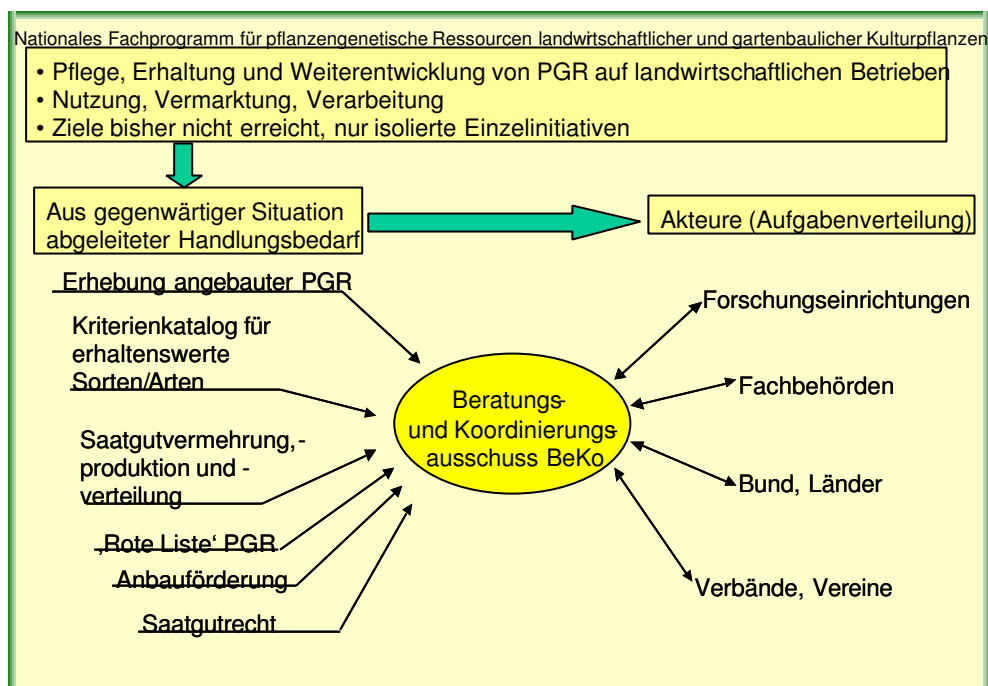 Nationales Fachprogramm für pflanzengenetische Ressourcen landwirtschaftlicher und gartenbaulicher Kulturpflanzen
• Pflege, Erhaltung und Weiterentwicklung von PGR auf landwirtschaftlichen Betrieben
• Nutzung, Vermarktung, Verarbeitung
• Ziele bisher nicht erreicht, nur isolierte Einzelinitiativen
Aus gegenwärtiger Situation
abgeleiteter Handlungsbedarf
Akteure (Aufgabenverteilung)
Erhebung angebauter PGR
Kriterienkatalog für
erhaltenswerte
Sorten/Arten
Saatgutvermehrung,-
produktion und -
verteilung
‚Rote Liste‘ PGR
Anbauförderung
Saatgutrecht
Beratungs-
und Koordinierungs-
ausschuss BeKo
Forschungseinrichtungen
Fachbehörden
Bund, Länder
Verbände, Vereine